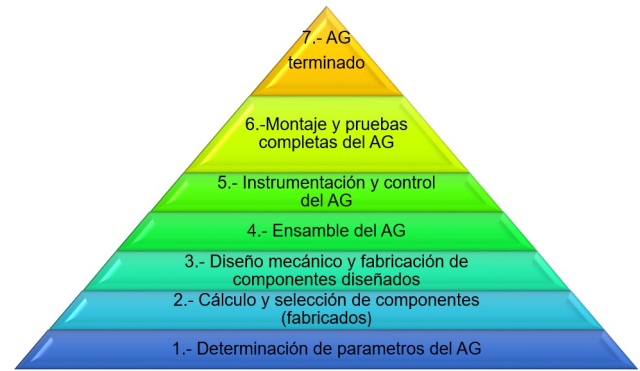 7.- AG
terminado
6.-Montaje y pruebas
completas del AG
5.- Instrumentación y control
del AG
4.- Ensamble del AG
3.- Diseño mecánico y fabricación de
componentes diseñados
2.- Cálculo y selección de componentes
(fabricados)
1.- Determinación de parametros del AG